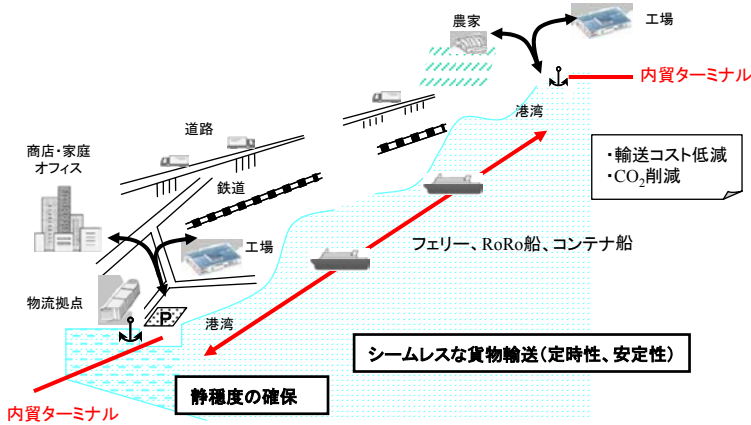 農家
工場
内貿ターミナル
港湾
道路
商店・家庭
オフィス
・輸送コスト低減
・CO2削減
鉄道
フェリー、RoRo船、コンテナ船
工場
物流拠点
P
港湾
シームレスな貨物輸送(定時性、安定性)
静穏度の確保
内貿ターミナル